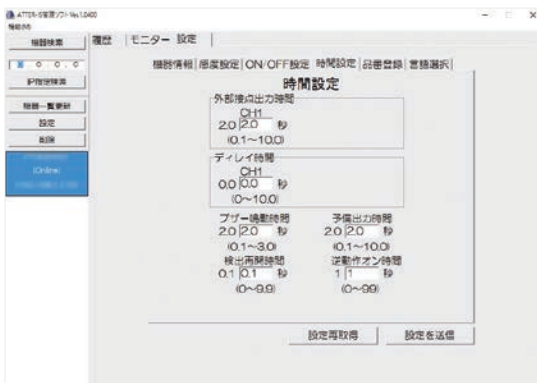 ATTER-IS管理ソフト Ver.1.0400
機能(M)
機器検索
0 . 0 . 0
IP指定検索
機器一覧更新
設定
削除
(Online)
履歴 モニター 設定
機器情報 感度設定 ON/OFF設定 時間設定 品番登録 言語選択
時間設定
外部接点出力時間
CH1
2.0 2.0 秒
(0.1～10.0)
ディレイ時間
CH1
0.0 0.0 秒
(0～10.0)
ブザー鳴動時間 予備出力時間
2.0 2.0 秒 2.0 2.0 秒
(0.1～3.0) (0.1～10.0)
検出再開時間 逆動作オン時間
0.1 0.1 秒 1 1 秒
(0～9.9) (0～99)
設定再取得 設定を送信